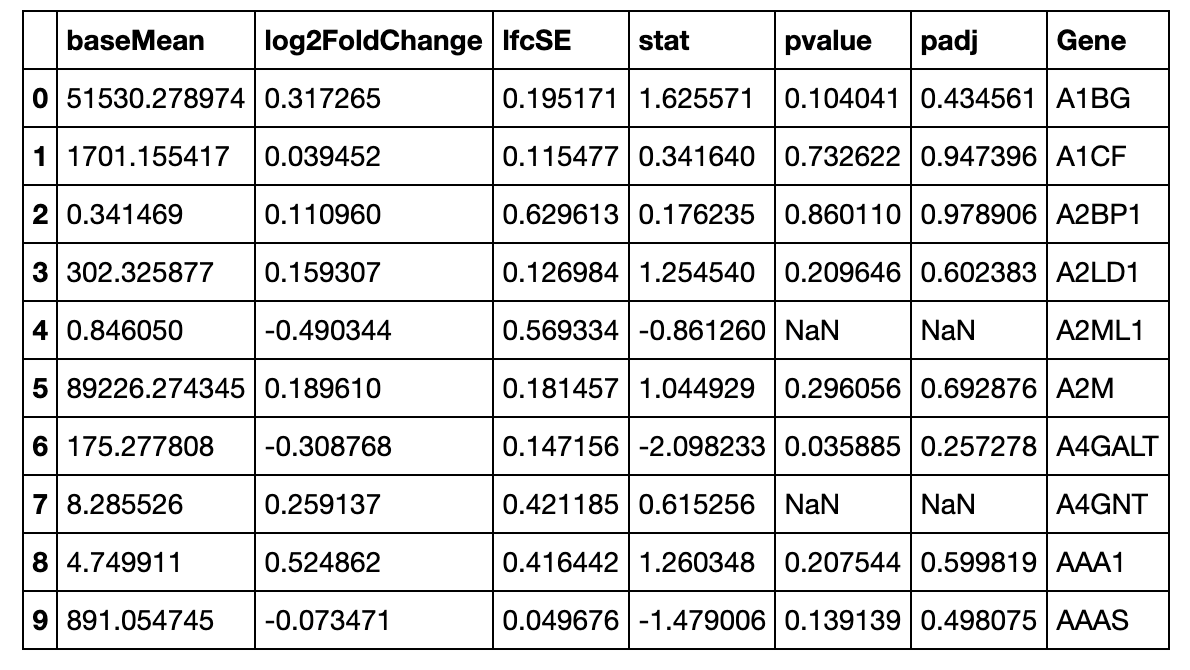 baseMean log2FoldChange lfcSE stat pvalue padj Gene
0 51530.278974 0.317265 0.195171 1.625571 0.104041 0.434561 A1BG
1 1701.155417 0.039452 0.115477 0.341640 0.732622 0.947396 A1CF
2 0.341469 0.110960 0.629613 0.176235 0.860110 0.978906 A2BP1
3 302.325877 0.159307 0.126984 1.254540 0.209646 0.602383 A2LD1
4 0.846050 -0.490344 0.569334 -0.861260 NaN NaN A2ML1
5 89226.274345 0.189610 0.181457 1.044929 0.296056 0.692876 A2M
6 175.277808 -0.308768 0.147156 -2.098233 0.035885 0.257278 A4GALT
7 8.285526 0.259137 0.421185 0.615256 NaN NaN A4GNT
8 4.749911 0.524862 0.416442 1.260348 0.207544 0.599819 AAA1
9 891.054745 -0.073471 0.049676 -1.479006 0.139139 0.498075 AAAS